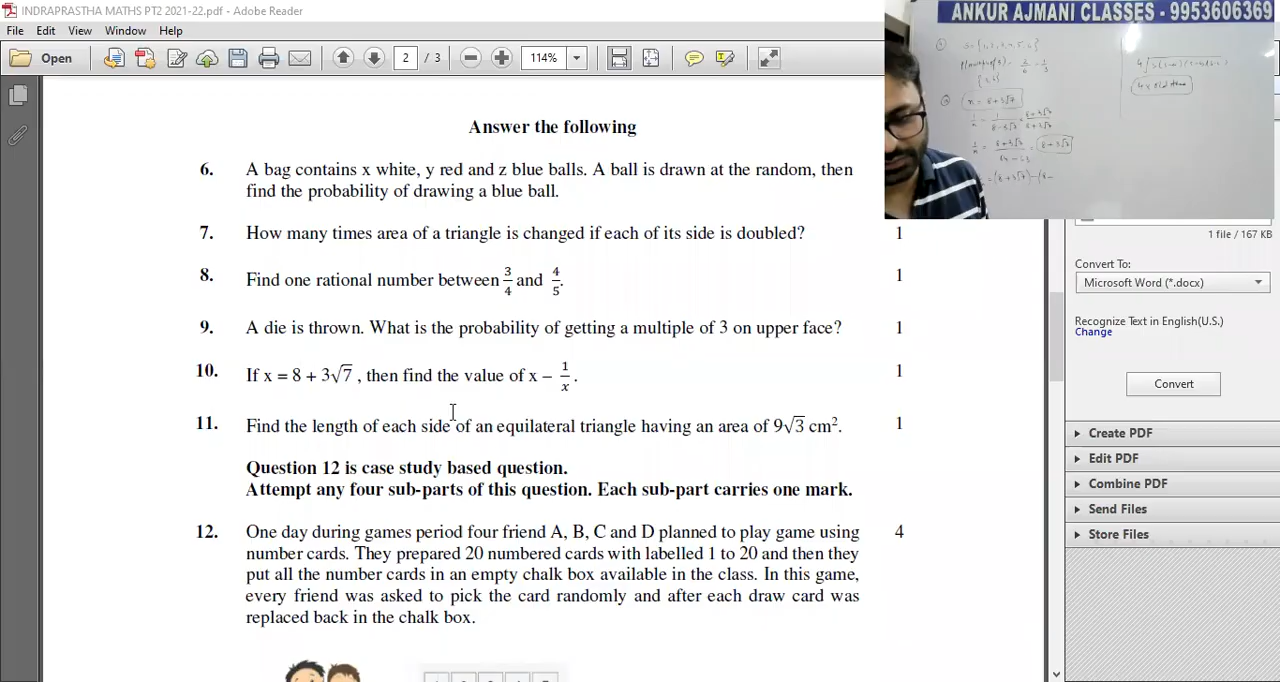 INDRAPRASTHA MATHS PT2 2021-22.pdf - Adobe Reader
File Edit View Window Help
Open 2 / 3 114%
ANKUR AJMANI CLASSES - 9953606369
Answer the following
6. A bag contains x white, y red and z blue balls. A ball is drawn at the random, then
find the probability of drawing a blue ball.
7. How many times area of a triangle is changed if each of its side is doubled? 1
8. Find one rational number between 3/4 and 4/5. 1
9. A die is thrown. What is the probability of getting a multiple of 3 on upper face? 1
10. If x = 8 + 3√7 , then find the value of x – 1/x. 1
11. Find the length of each side of an equilateral triangle having an area of 9√3 cm². 1
Question 12 is case study based question.
Attempt any four sub-parts of this question. Each sub-part carries one mark.
12. One day during games period four friend A, B, C and D planned to play game using 4
number cards. They prepared 20 numbered cards with labelled 1 to 20 and then they
put all the number cards in an empty chalk box available in the class. In this game,
every friend was asked to pick the card randomly and after each draw card was
replaced back in the chalk box.
1 file / 167 KB
Convert To:
Microsoft Word (*.docx)
Recognize Text in English(U.S.)
Change
Convert
Create PDF
Edit PDF
Combine PDF
Send Files
Store Files